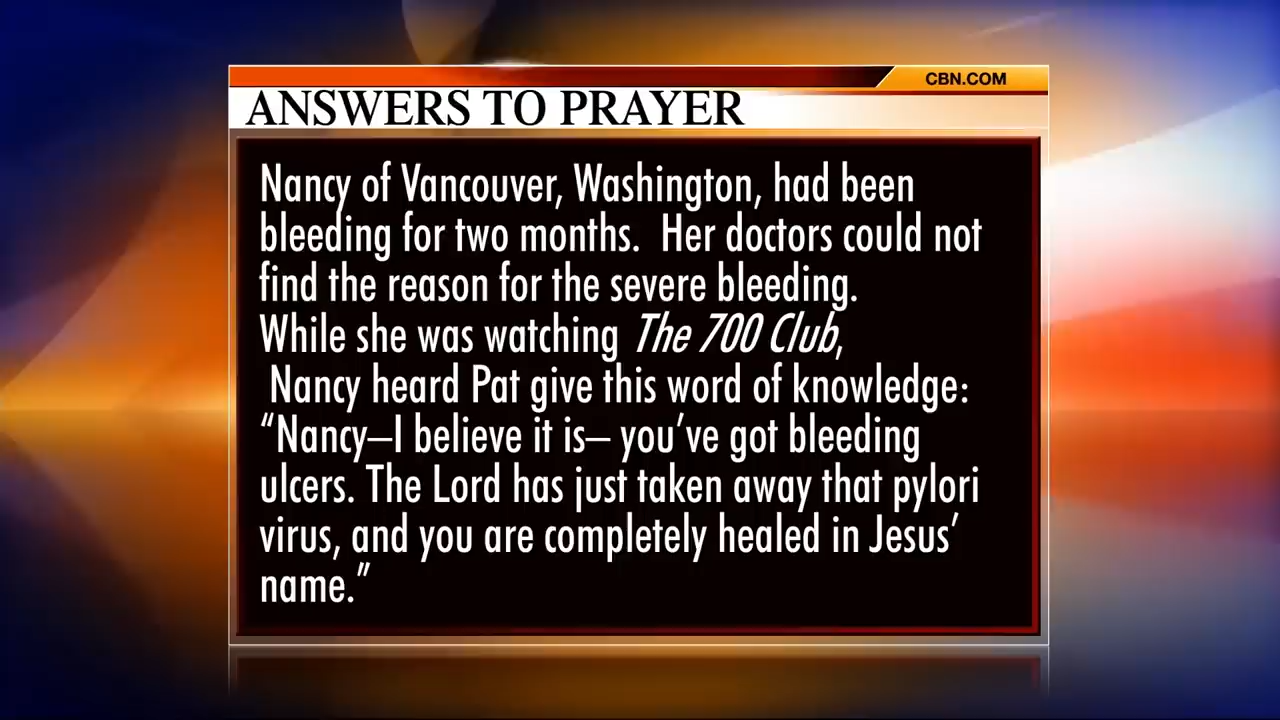 CBN.COM
ANSWERS TO PRAYER
Nancy of Vancouver, Washington, had been
bleeding for two months.  Her doctors could not
find the reason for the severe bleeding.
While she was watching The 700 Club,
Nancy heard Pat give this word of knowledge:
“Nancy–I believe it is– you’ve got bleeding
ulcers. The Lord has just taken away that pylori
virus, and you are completely healed in Jesus’
name.”